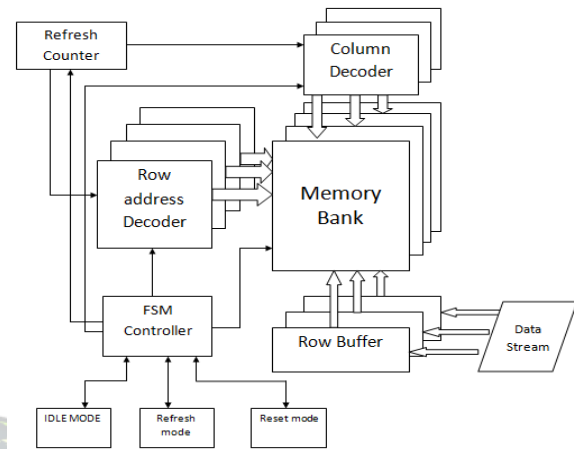 Refresh
Counter
Column
Decoder
Row
address
Decoder
Memory
Bank
FSM
Controller
Row Buffer
Data
Stream
IDLE MODE
Refresh
mode
Reset mode